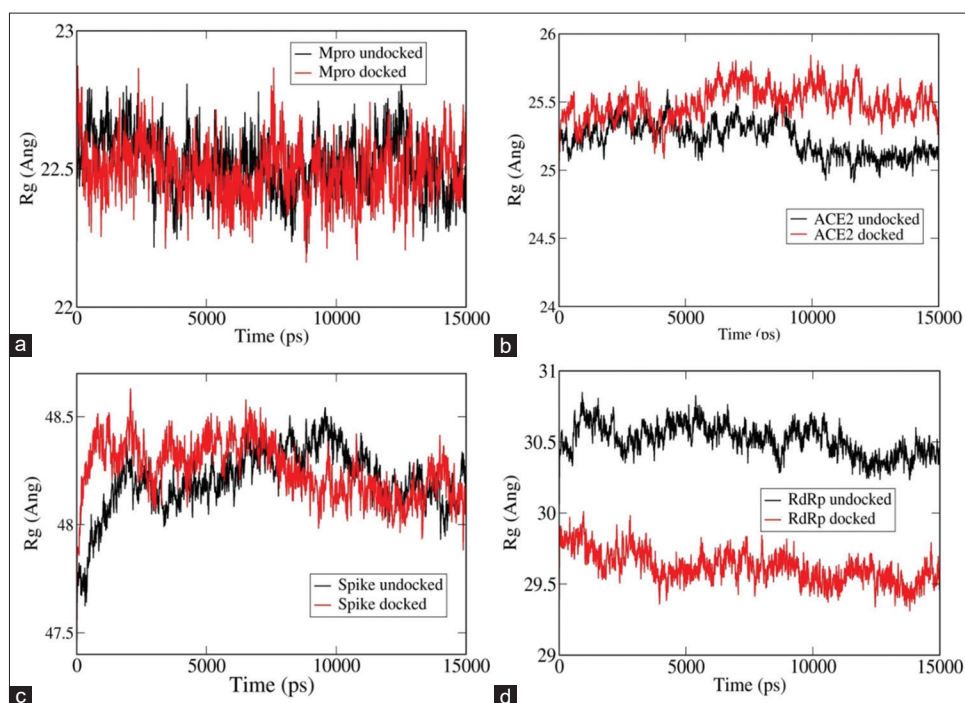 23
22.5
22
Rg (Ang)
Mpro undocked
Mpro docked
0
5000
10000
15000
Time (ps)
a
26
25.5
25
24.5
24
Rg (Ang)
ACE2 undocked
ACE2 docked
0
5000
10000
15000
Time (ps)
b
48.5
48
47.5
Rg (Ang)
Spike undocked
Spike docked
0
5000
10000
15000
Time (ps)
c
31
30.5
30
29.5
29
Rg (Ang)
RdRp undocked
RdRp docked
0
5000
10000
15000
Time (ps)
d